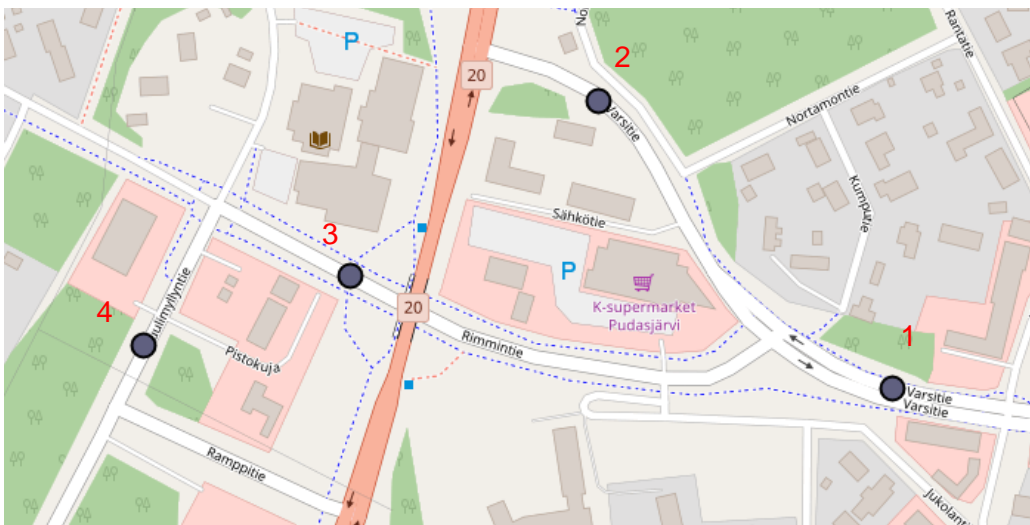 Rantatie
P
2
20
Varsitie
Nortamontie
Kumputie
Sähkötie
3
P
K-supermarket
Pudasjärvi
4
20
Rimmintie
1
Pistokuja
Varsitie
Varsitie
Ramppitie